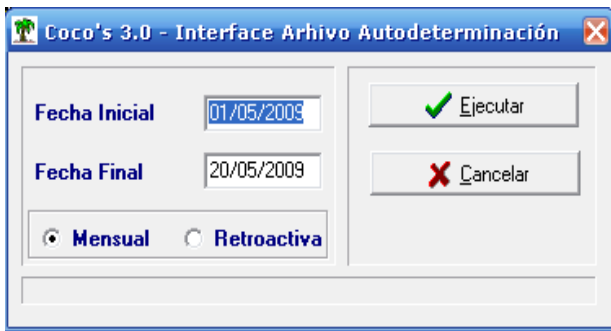 Coco's 3.0 - Interface Arhivo Autodeterminación
Fecha Inicial 01/05/2009
Fecha Final 20/05/2009
Mensual Retroactiva
Ejecutar
Cancelar